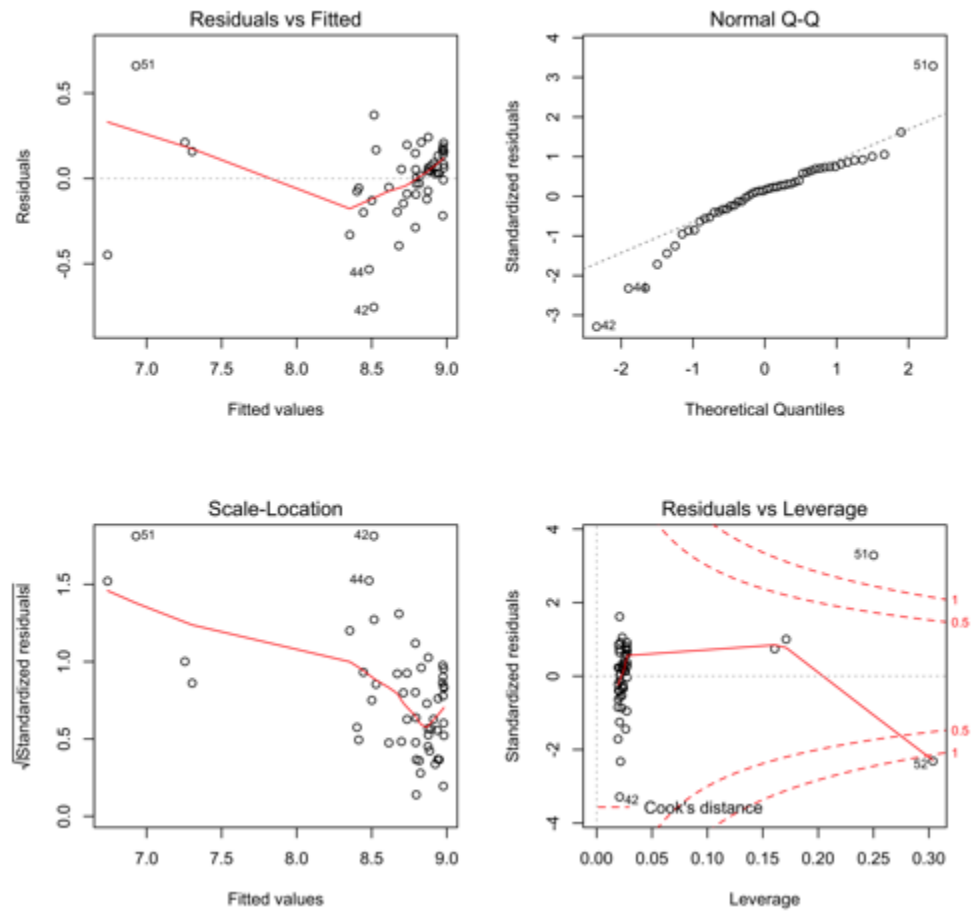 Residuals vs Fitted
Residuals
0.5
0.0
-0.5
51
44
42
7.0 7.5 8.0 8.5 9.0
Fitted values
Normal Q-Q
Standardized residuals
4
3
2
1
0
-1
-2
-3
51
44
42
-2 -1 0 1 2
Theoretical Quantiles
Scale-Location
√|Standardized residuals|
1.5
1.0
0.5
0.0
51
42
44
7.0 7.5 8.0 8.5 9.0
Fitted values
Residuals vs Leverage
Standardized residuals
4
2
0
-2
-4
51
1
0.5
0.5
1
52
42
Cook's distance
0.00 0.05 0.10 0.15 0.20 0.25 0.30
Leverage